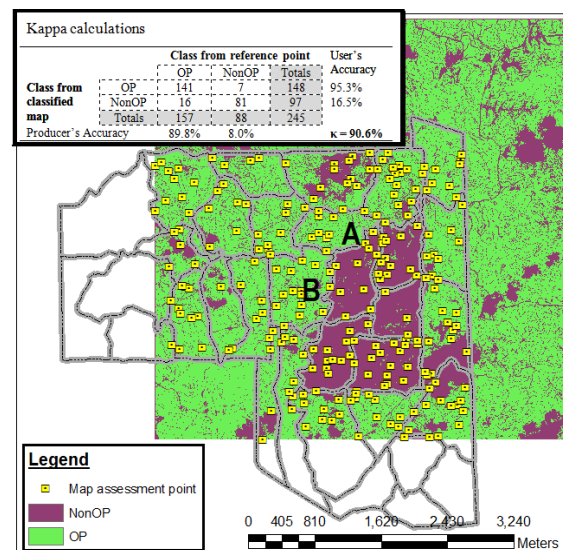 Kappa calculations
Class from reference point User's Accuracy
OP NonOP Totals
Class from classified map OP 141 7 148 95.3%
NonOP 16 81 97 16.5%
Totals 157 88 245
Producer's Accuracy 89.8% 8.0% κ = 90.6%
A
B
Legend
Map assessment point
NonOP
OP
0 405 810 1,620 2,430 3,240
Meters